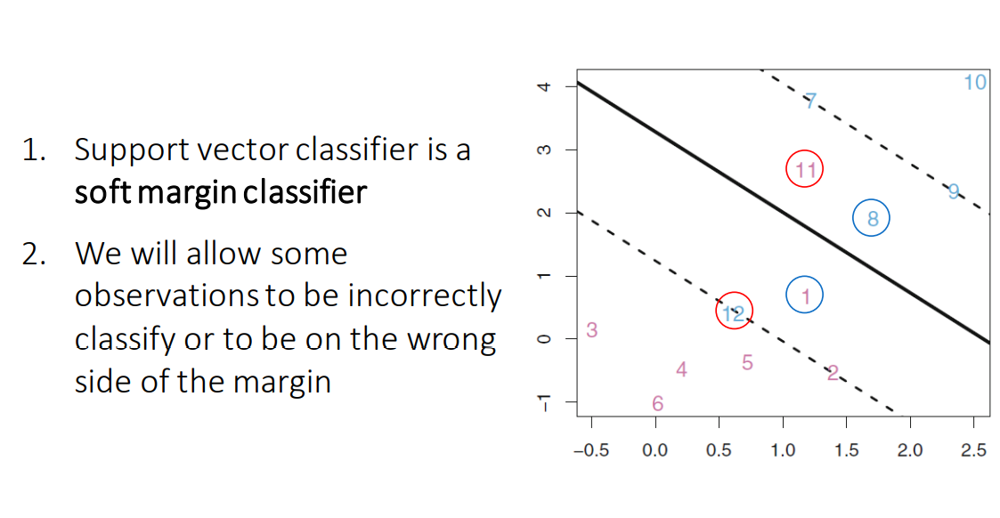 1. Support vector classifier is a
soft margin classifier
2. We will allow some
observations to be incorrectly
classify or to be on the wrong
side of the margin
4
3
2
1
0
−1
10
7
11
9
8
1
12
3
5
4
2
6
−0.5 0.0 0.5 1.0 1.5 2.0 2.5